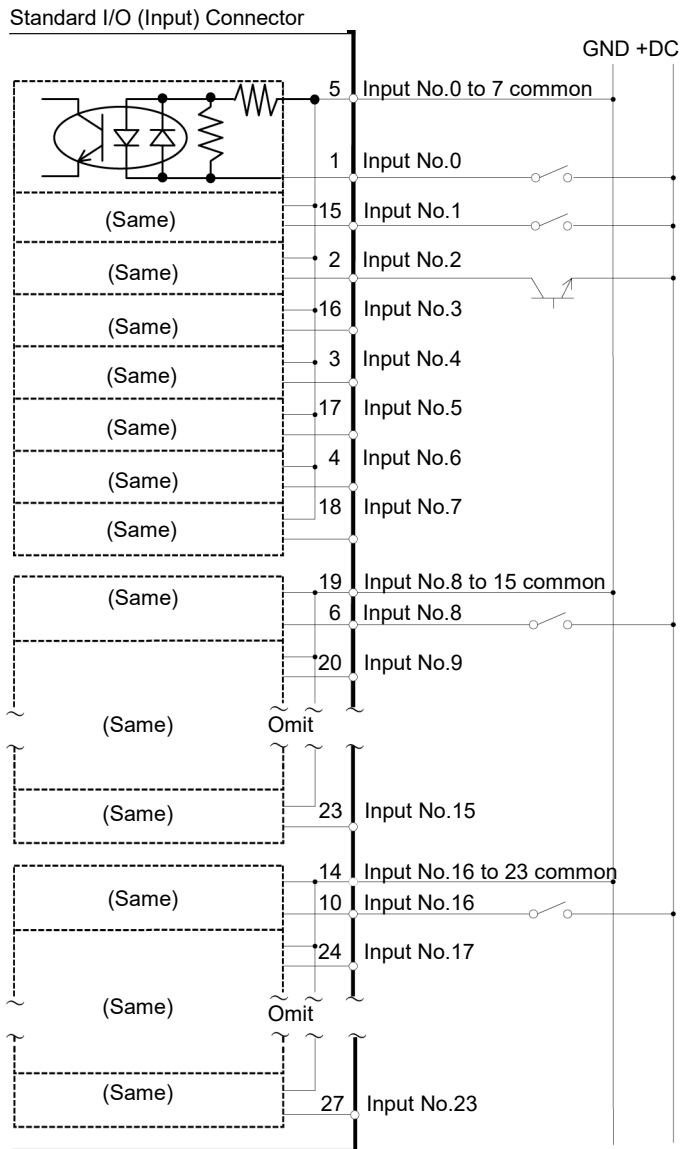 Standard I/O (Input) Connector
GND +DC
5 Input No.0 to 7 common
1 Input No.0
(Same) 15 Input No.1
(Same) 2 Input No.2
(Same) 16 Input No.3
(Same) 3 Input No.4
(Same) 17 Input No.5
(Same) 4 Input No.6
(Same) 18 Input No.7
(Same) 19 Input No.8 to 15 common
6 Input No.8
20 Input No.9
(Same) Omit
(Same) 23 Input No.15
14 Input No.16 to 23 common
(Same) 10 Input No.16
24 Input No.17
(Same) Omit
(Same) 27 Input No.23